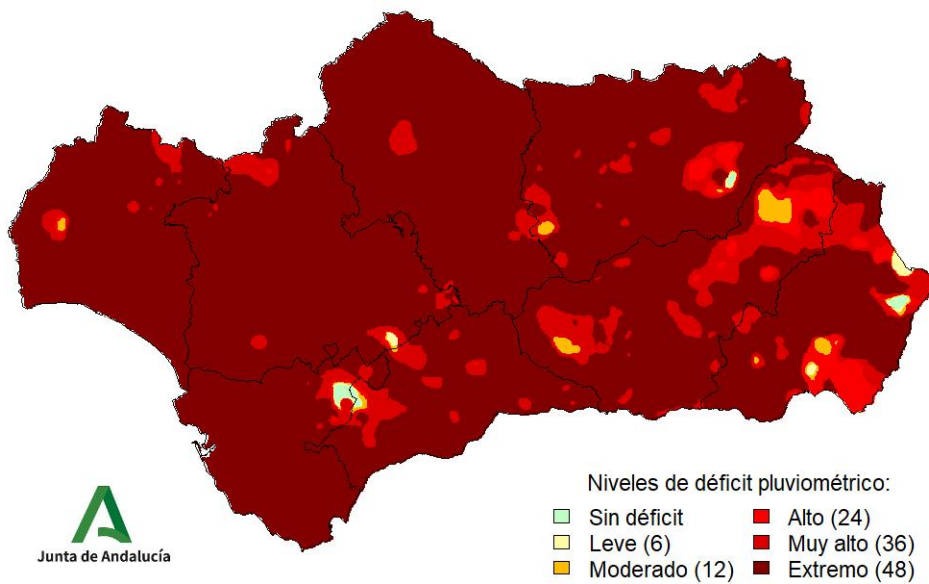 Niveles de déficit pluviométrico:
Sin déficit
Leve (6)
Moderado (12)
Alto (24)
Muy alto (36)
Extremo (48)
Junta de Andalucía